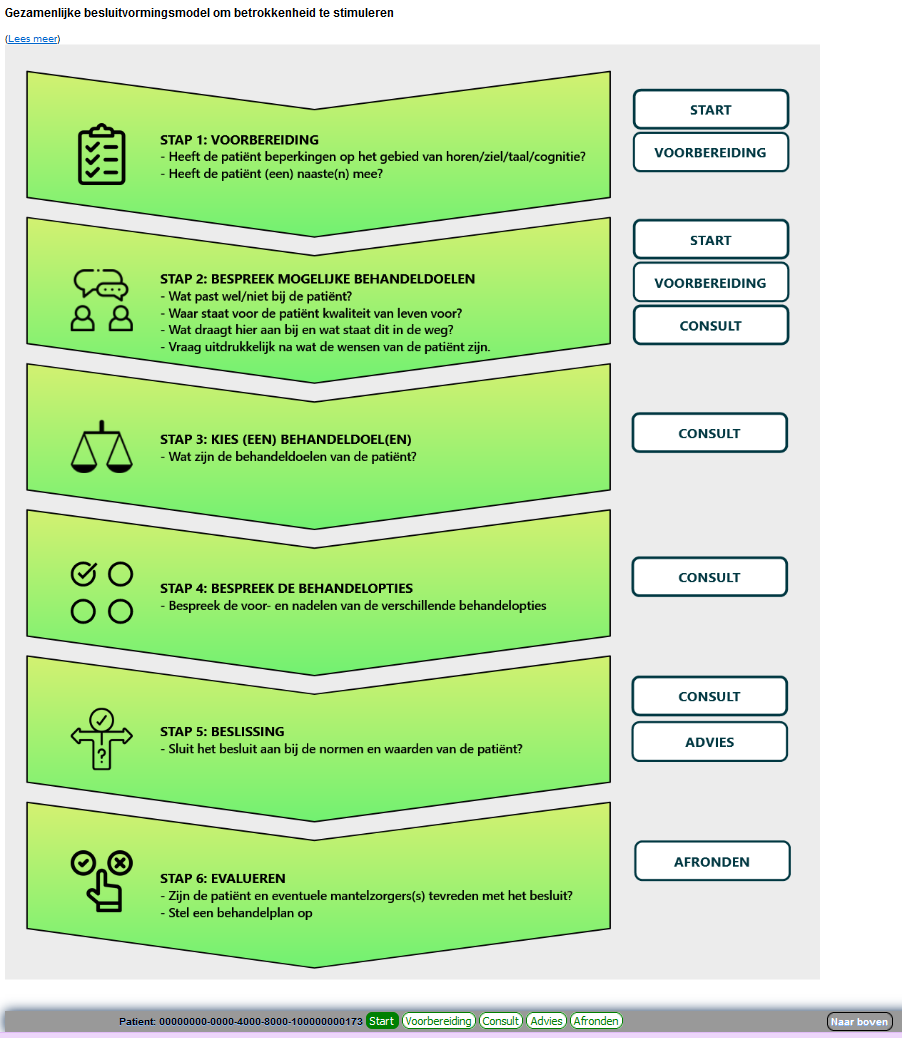 Gezamenlijke besluitvormingsmodel om betrokkenheid te stimuleren
(Lees meer)
STAP 1: VOORBEREIDING
- Heeft de patiënt beperkingen op het gebied van horen/ziel/taal/cognitie?
- Heeft de patiënt (een) naaste(n) mee?
START
VOORBEREIDING
STAP 2: BESPREEK MOGELIJKE BEHANDELDOELEN
- Wat past wel/niet bij de patiënt?
- Waar staat voor de patiënt kwaliteit van leven voor?
- Wat draagt hier aan bij en wat staat dit in de weg?
- Vraag uitdrukkelijk na wat de wensen van de patiënt zijn.
START
VOORBEREIDING
CONSULT
STAP 3: KIES (EEN) BEHANDELDOEL(EN)
- Wat zijn de behandeldoelen van de patiënt?
CONSULT
STAP 4: BESPREEK DE BEHANDELOPTIES
- Bespreek de voor- en nadelen van de verschillende behandelopties
CONSULT
STAP 5: BESLISSING
- Sluit het besluit aan bij de normen en waarden van de patiënt?
CONSULT
ADVIES
STAP 6: EVALUEREN
- Zijn de patiënt en eventuele mantelzorgers(s) tevreden met het besluit?
- Stel een behandelplan op
AFRONDEN
Patient: 00000000-0000-4000-8000-100000000173 Start Voorbereiding Consult Advies Afronden Naar boven